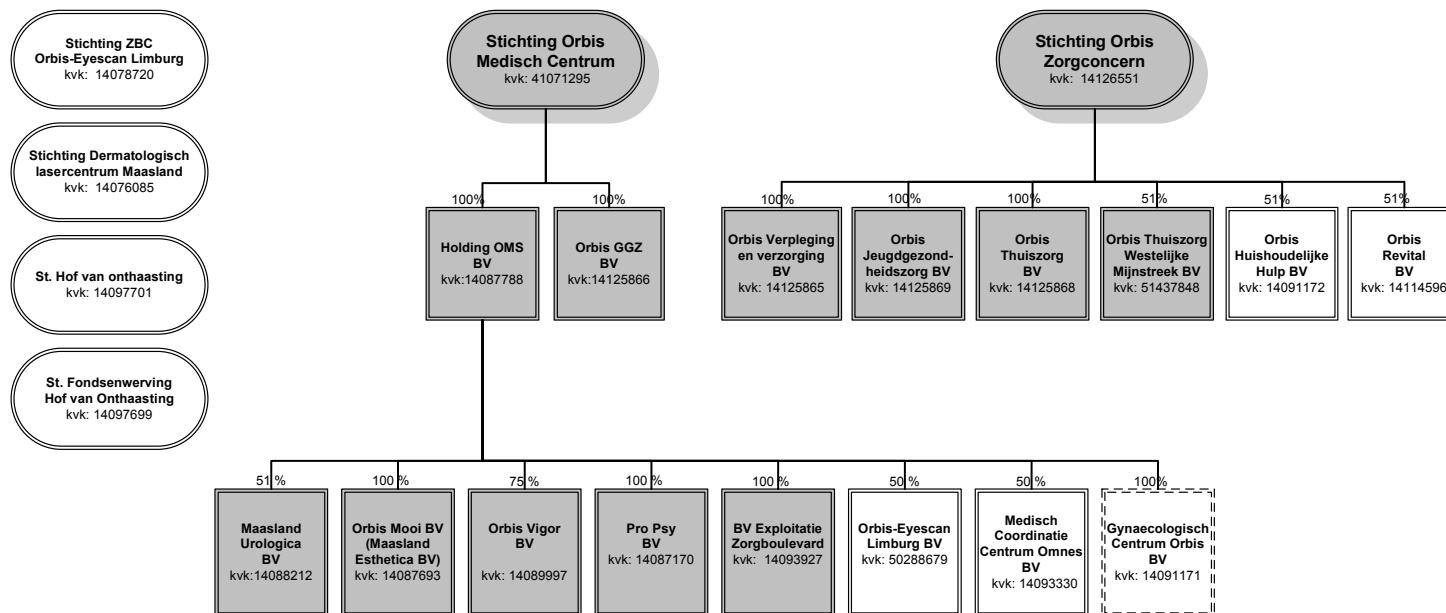 Stichting ZBC
Orbis-Eyescan Limburg
kvk: 14078720
Stichting Dermatologisch
lasercentrum Maasland
kvk: 14076085
St. Hof van onthaasting
kvk: 14097701
St. Fondsenwerving
Hof van Onthaasting
kvk: 14097699
Stichting Orbis
Medisch Centrum
kvk: 41071295
Stichting Orbis
Zorgconcern
kvk: 14126551
100%
Holding OMS
BV
kvk:14087788
100%
Orbis GGZ
BV
kvk:14125866
100%
Orbis Verpleging
en verzorging
BV
kvk: 14125865
100%
Orbis
Jeugdgezond-
heidszorg BV
kvk: 14125869
100%
Orbis
Thuiszorg
BV
kvk: 14125868
51%
Orbis Thuiszorg
Westelijke
Mijnstreek BV
kvk: 51437848
51%
Orbis
Huishoudelijke
Hulp BV
kvk: 14091172
51%
Orbis
Revital
BV
kvk: 14114596
51 %
Maasland
Urologica
BV
kvk:14088212
100 %
Orbis Mooi BV
(Maasland
Esthetica BV)
kvk: 14087693
75 %
Orbis Vigor
BV
kvk: 14089997
100 %
Pro Psy
BV
kvk: 14087170
100%
BV Exploitatie
Zorgboulevard
kvk: 14093927
50 %
Orbis-Eyescan
Limburg BV
kvk: 50288679
50 %
Medisch
Coordinatie
Centrum Omnes
BV
kvk: 14093330
100%
Gynaecologisch
Centrum Orbis
BV
kvk: 14091171